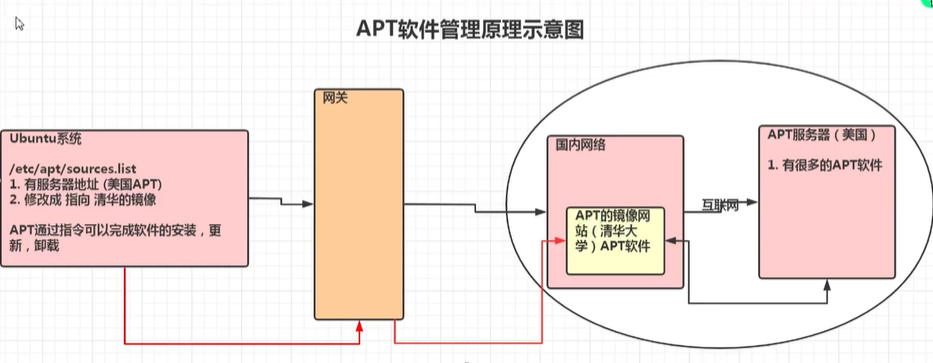 APT软件管理原理示意图
网关
Ubuntu系统
/etc/apt/sources.list
1. 有服务器地址 (美国APT)
2. 修改成 指向 清华的镜像
APT通过指令可以完成软件的安装，更
新，卸载
国内网络
APT的镜像网
站（清华大
学）APT软件
互联网
APT服务器（美国）
1. 有很多的APT软件